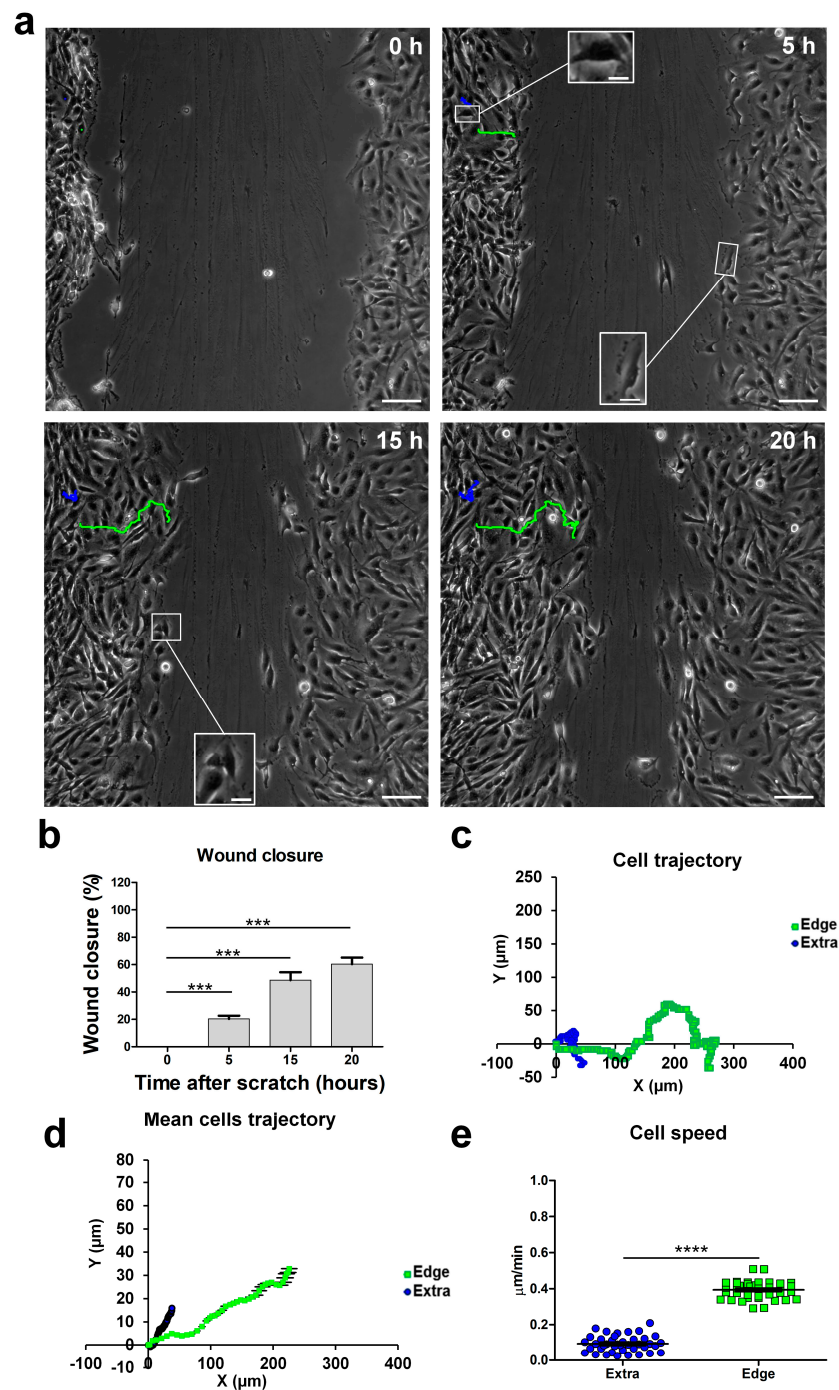 a
0 h
5 h
15 h
20 h
b
Wound closure
Wound closure (%)
120
100
80
60
40
20
0
***
***
***
0 5 15 20
Time after scratch (hours)
c
Cell trajectory
Y (µm)
250
200
150
100
50
0
-50
-100 0 100 200 300 400
X (µm)
Edge
Extra
d
Mean cells trajectory
Y (µm)
80
70
60
50
40
30
20
10
0
-10
-100 0 100 200 300 400
X (µm)
Edge
Extra
e
Cell speed
µm/min
1.0
0.8
0.6
0.4
0.2
0.0
****
Extra Edge